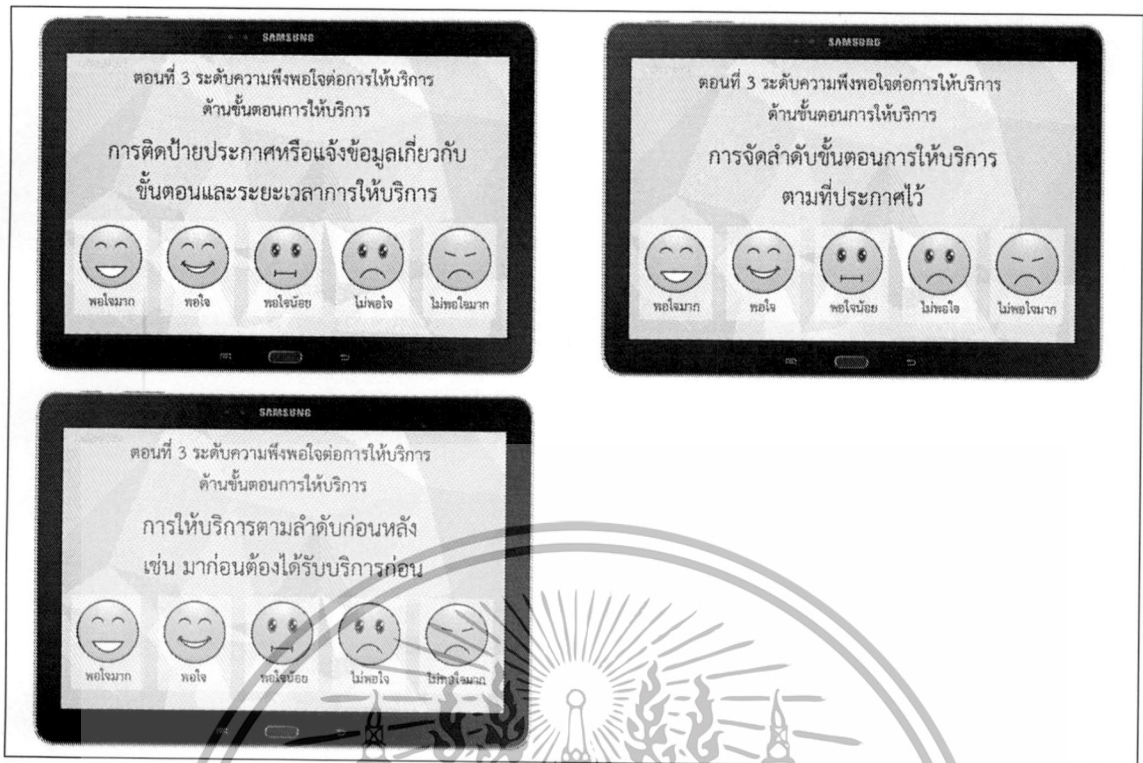 SAMSUNG
ตอนที่ 3 ระดับความพึงพอใจต่อการให้บริการ
ด้านขั้นตอนการให้บริการ
การติดป้ายประกาศหรือแจ้งข้อมูลเกี่ยวกับ
ขั้นตอนและระยะเวลาการให้บริการ
พอใจมาก พอใจ พอใจน้อย ไม่พอใจ ไม่พอใจมาก
SAMSUNG
ตอนที่ 3 ระดับความพึงพอใจต่อการให้บริการ
ด้านขั้นตอนการให้บริการ
การจัดลำดับขั้นตอนการให้บริการ
ตามที่ประกาศไว้
พอใจมาก พอใจ พอใจน้อย ไม่พอใจ ไม่พอใจมาก
SAMSUNG
ตอนที่ 3 ระดับความพึงพอใจต่อการให้บริการ
ด้านขั้นตอนการให้บริการ
การให้บริการตามลำดับก่อนหลัง
เช่น มาก่อนต้องได้รับบริการก่อน
พอใจมาก พอใจ พอใจน้อย ไม่พอใจ ไม่พอใจมาก